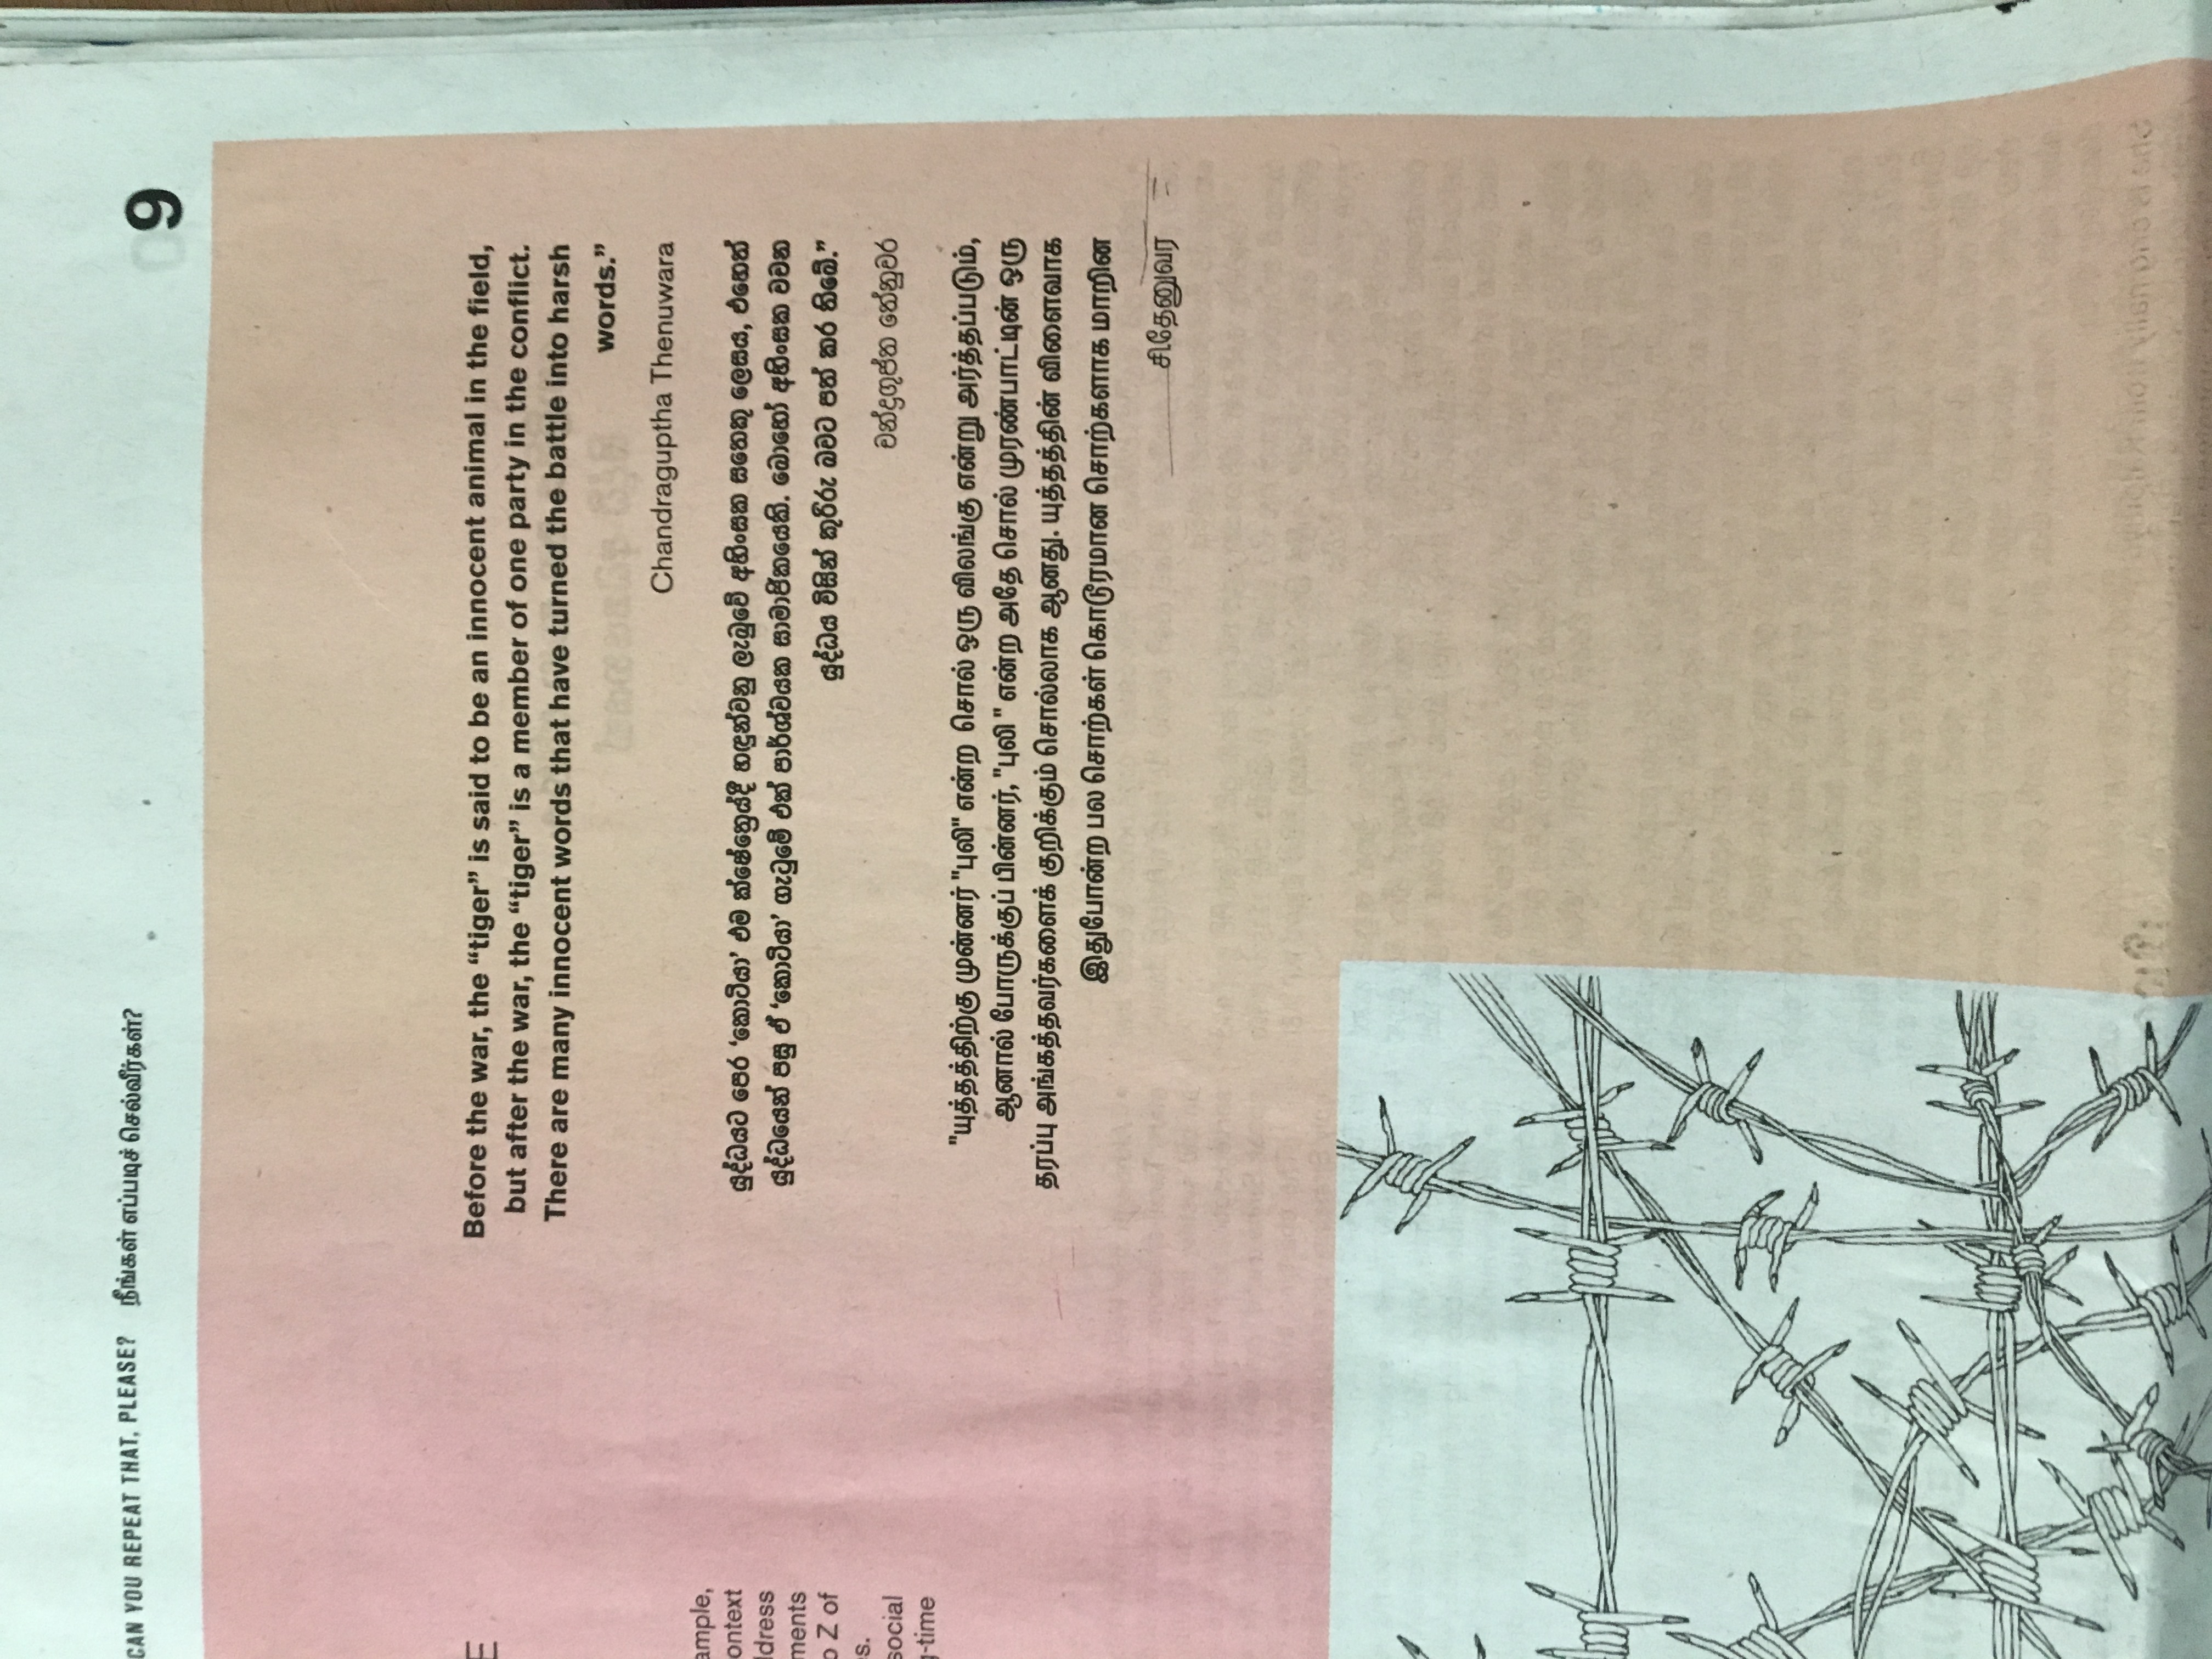 CAN YOU REPEAT THAT, PLEASE? நீங்கள் எப்படிச் செல்வீர்கள்?
9
E
ample,
ontext
ddress
ments
o Z of
s.
social
g-time
Before the war, the “tiger” is said to be an innocent animal in the field,
but after the war, the “tiger” is a member of one party in the conflict.
There are many innocent words that have turned the battle into harsh
words.”
Chandraguptha Thenuwara
යුද්ධයට පෙර ‘කොටියා’ එම ක්ෂේත්‍රයේදී හඳුන්වනු ලැබුවේ අහිංසක සතෙකු ලෙසය, එහෙත්
යුද්ධයෙන් පසු ඒ ‘කොටියා’ ගැටුමේ එක් පාර්ශ්වයක සාමාජිකයෙකි. බොහෝ අහිංසක වචන
යුද්ධය විසින් කුරිරු බවට පත් කර තිබේ.”
චන්ද්‍රගුප්ත තේනුවර
"யுத்தத்திற்கு முன்னர் "புலி" என்ற சொல் ஒரு விலங்கு என்று அர்த்தப்படும்,
ஆனால் போருக்குப் பின்னர், "புலி " என்ற அதே சொல் முரண்பாட்டின் ஒரு
தரப்பு அங்கத்தவர்களைக் குறிக்கும் சொல்லாக ஆனது. யுத்தத்தின் விளைவாக
இதுபோன்ற பல சொற்கள் கொடூரமான சொற்களாக மாறின
சி.தேனுவர